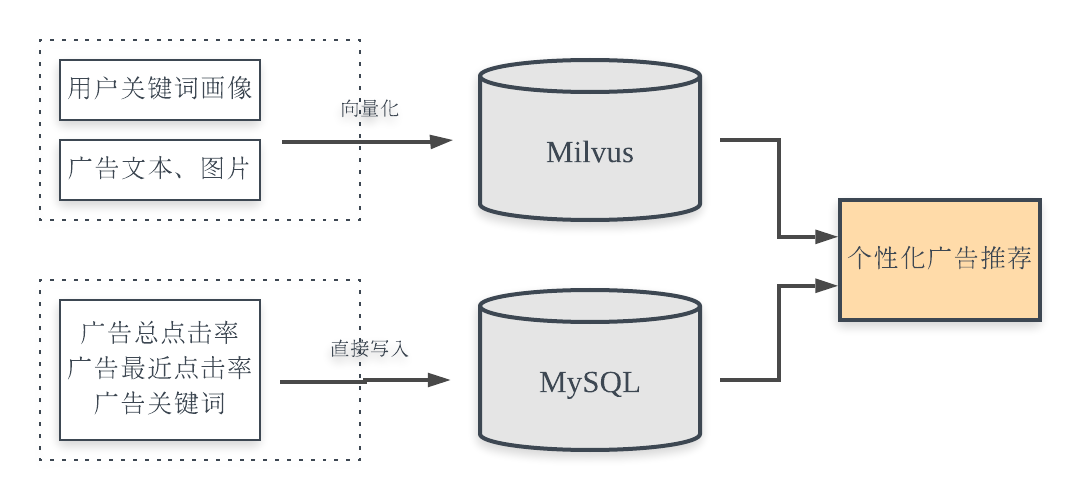 用户关键词画像
广告文本、图片
向量化
Milvus
个性化广告推荐
广告总点击率
广告最近点击率
广告关键词
直接写入
MySQL